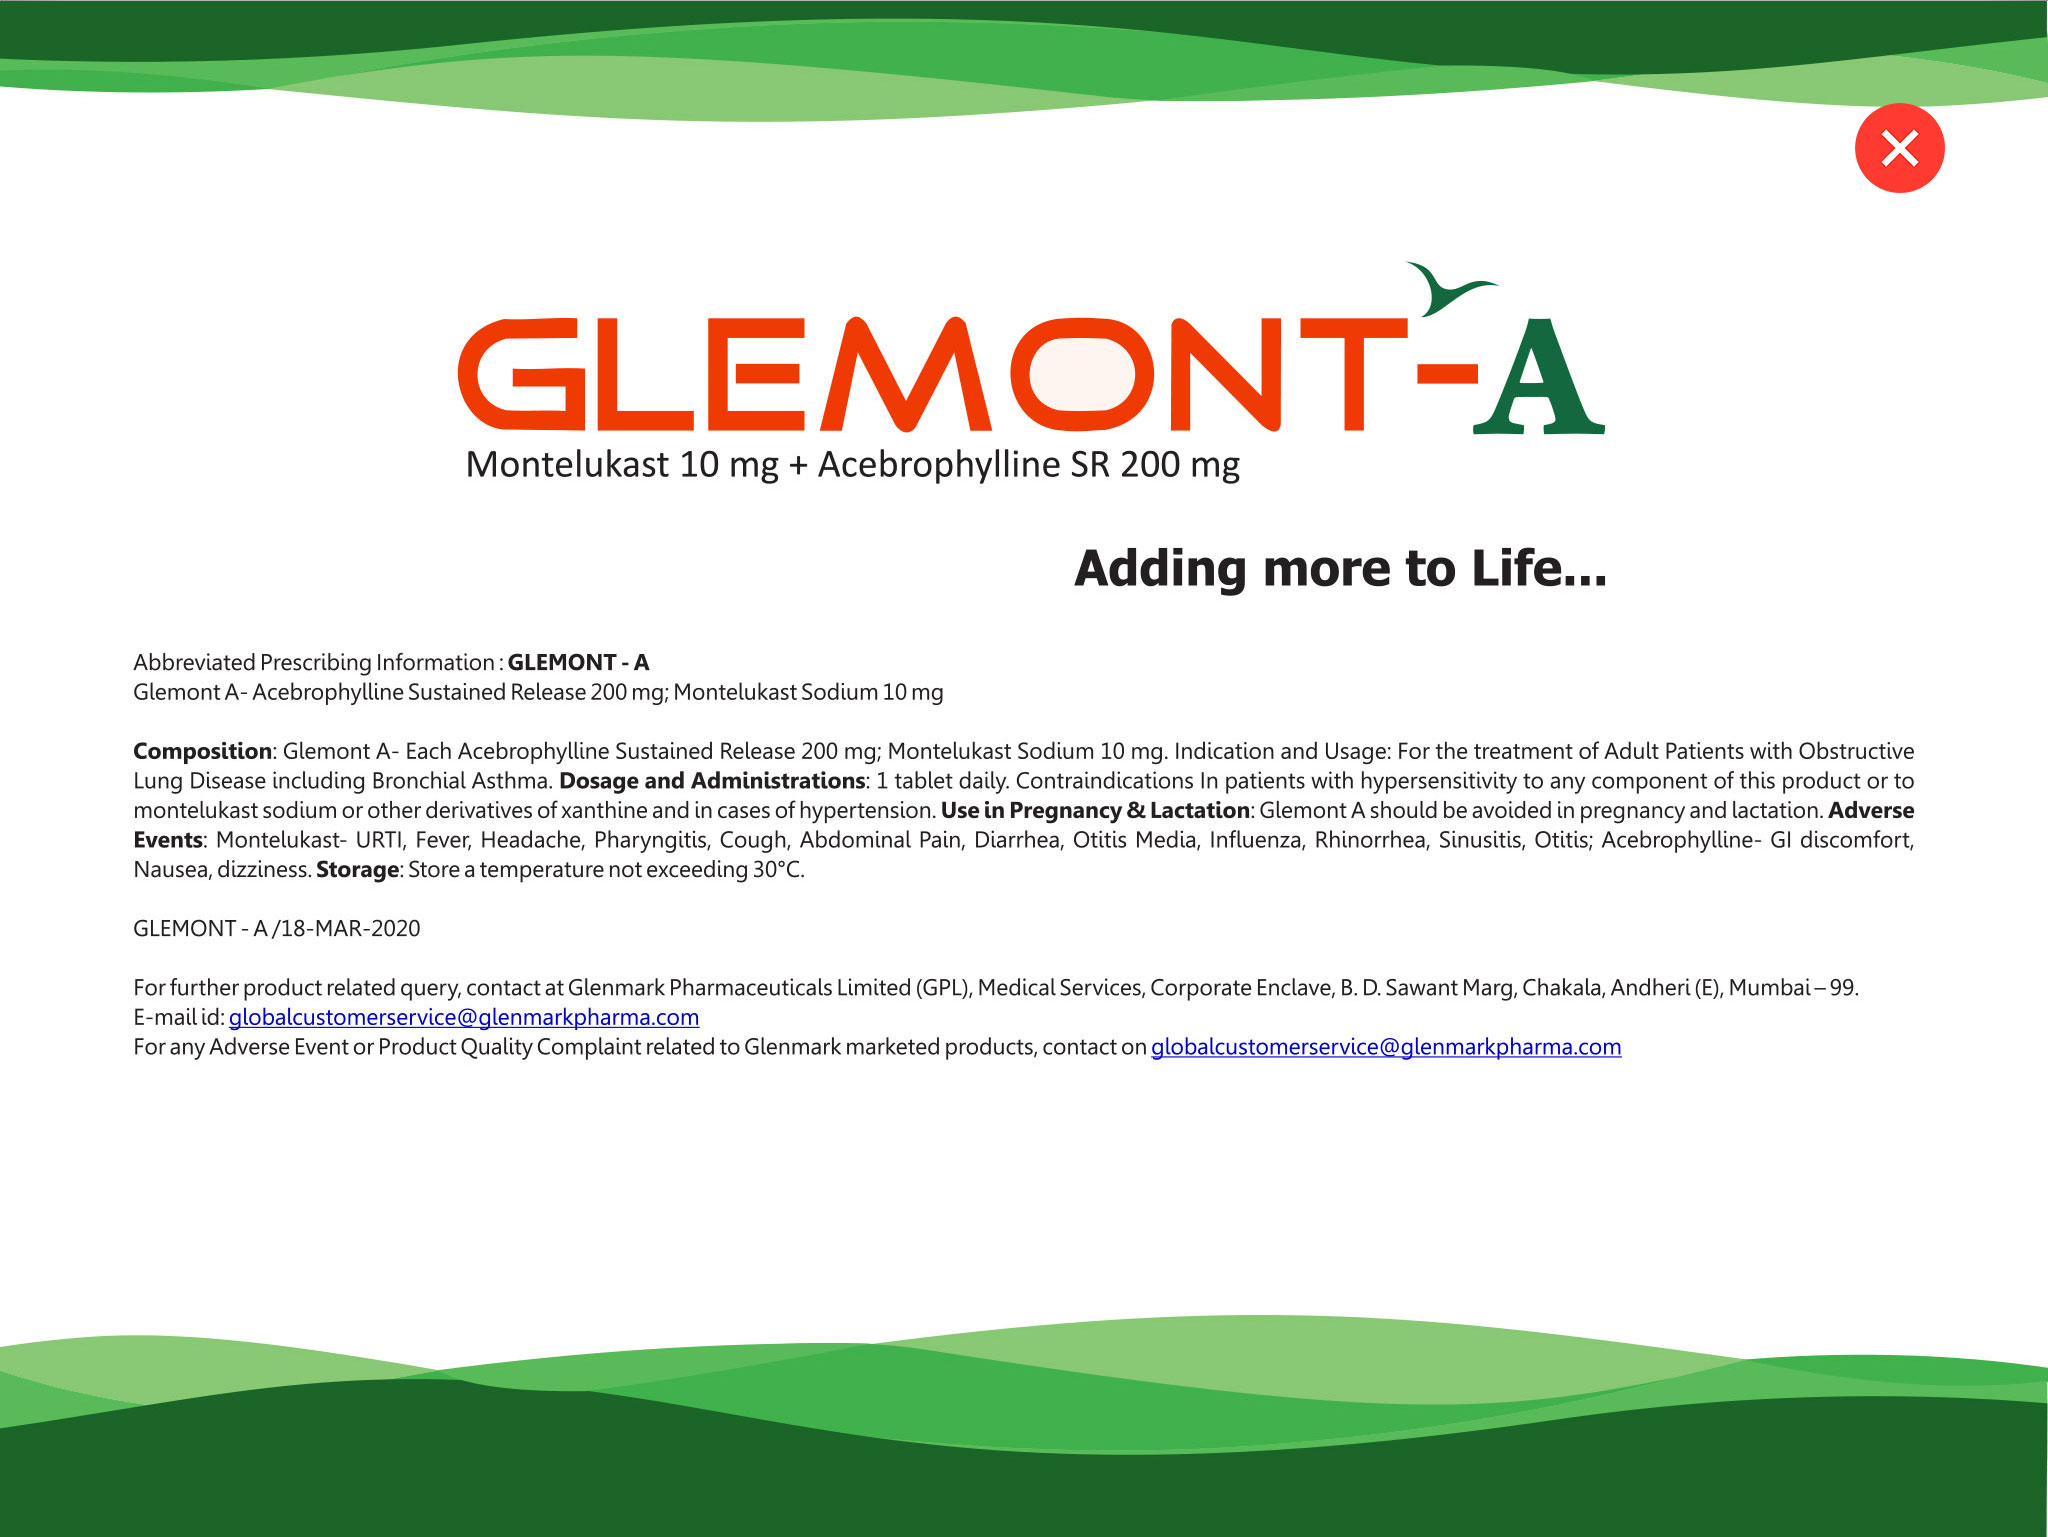 GLEMONT-A
Montelukast 10 mg + Acebrophylline SR 200 mg
Adding more to Life...
Abbreviated Prescribing Information : GLEMONT - A
Glemont A- Acebrophylline Sustained Release 200 mg; Montelukast Sodium 10 mg
Composition: Glemont A- Each Acebrophylline Sustained Release 200 mg; Montelukast Sodium 10 mg. Indication and Usage: For the treatment of Adult Patients with Obstructive
Lung Disease including Bronchial Asthma. Dosage and Administrations: 1 tablet daily. Contraindications In patients with hypersensitivity to any component of this product or to
montelukast sodium or other derivatives of xanthine and in cases of hypertension. Use in Pregnancy & Lactation: Glemont A should be avoided in pregnancy and lactation. Adverse
Events: Montelukast- URTI, Fever, Headache, Pharyngitis, Cough, Abdominal Pain, Diarrhea, Otitis Media, Influenza, Rhinorrhea, Sinusitis, Otitis; Acebrophylline- GI discomfort,
Nausea, dizziness. Storage: Store a temperature not exceeding 30°C.
GLEMONT - A /18-MAR-2020
For further product related query, contact at Glenmark Pharmaceuticals Limited (GPL), Medical Services, Corporate Enclave, B. D. Sawant Marg, Chakala, Andheri (E), Mumbai – 99.
E-mail id: globalcustomerservice@glenmarkpharma.com
For any Adverse Event or Product Quality Complaint related to Glenmark marketed products, contact on globalcustomerservice@glenmarkpharma.com